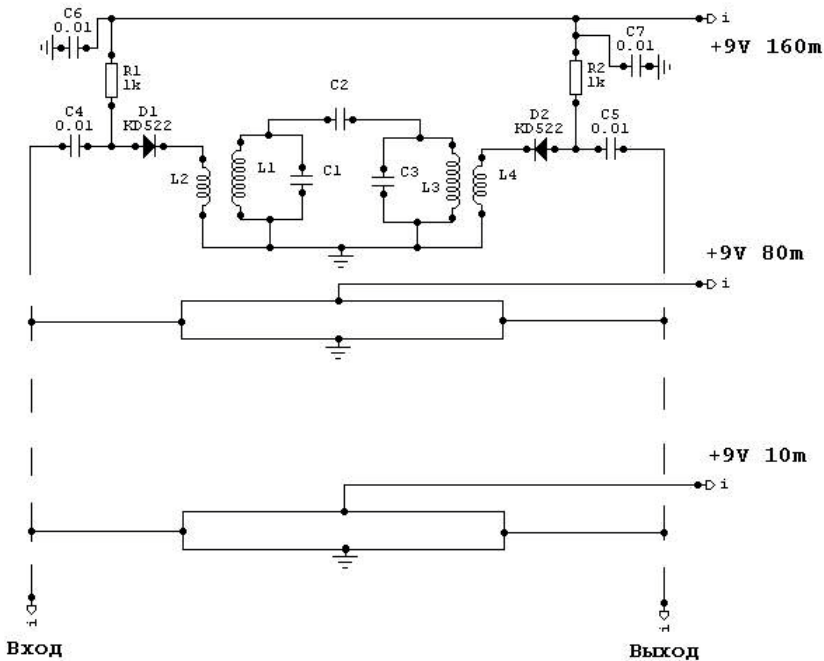 C6
0.01
i
+9V 160m
C7
0.01
R1
1k
R2
1k
C2
C4
0.01
D1
KD522
D2
KD522
C5
0.01
L2
L1
C1
C3
L3
L4
+9V 80m
i
+9V 10m
i
i
Вход
i
Выход